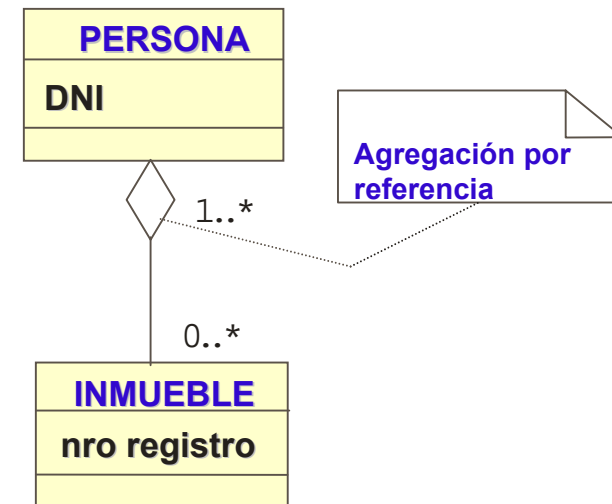 PERSONA
DNI
Agregación por
referencia
1..*
0..*
INMUEBLE
nro registro